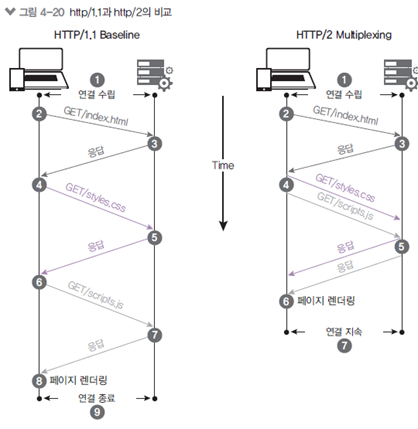 그림 4-20 http/1.1과 http/2의 비교
HTTP/1.1 Baseline
1
연결 수립
2
GET/index.html
3
응답
4
GET/styles.css
5
응답
6
GET/scripts.js
7
응답
8 페이지 렌더링
연결 종료
9
Time
HTTP/2 Multiplexing
1
연결 수립
2
GET/index.html
3
응답
4
GET/styles.css
GET/scripts.js
5
응답
응답
6 페이지 렌더링
연결 지속
7